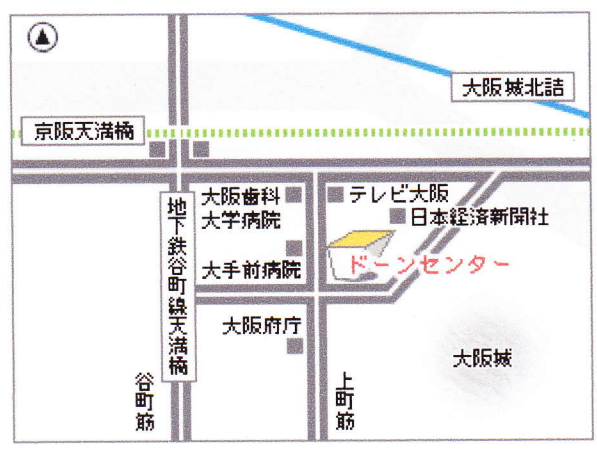 大阪城北詰
京阪天満橋
地下鉄谷町線天満橋
大阪歯科
大学病院
テレビ大阪
日本経済新聞社
大手前病院
ドーンセンター
大阪府庁
大阪城
谷町筋
上町筋